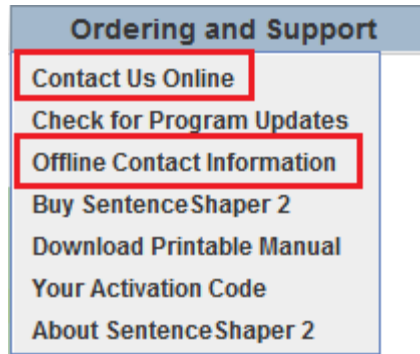 Ordering and Support
Contact Us Online
Check for Program Updates
Offline Contact Information
Buy SentenceShaper 2
Download Printable Manual
Your Activation Code
About SentenceShaper 2